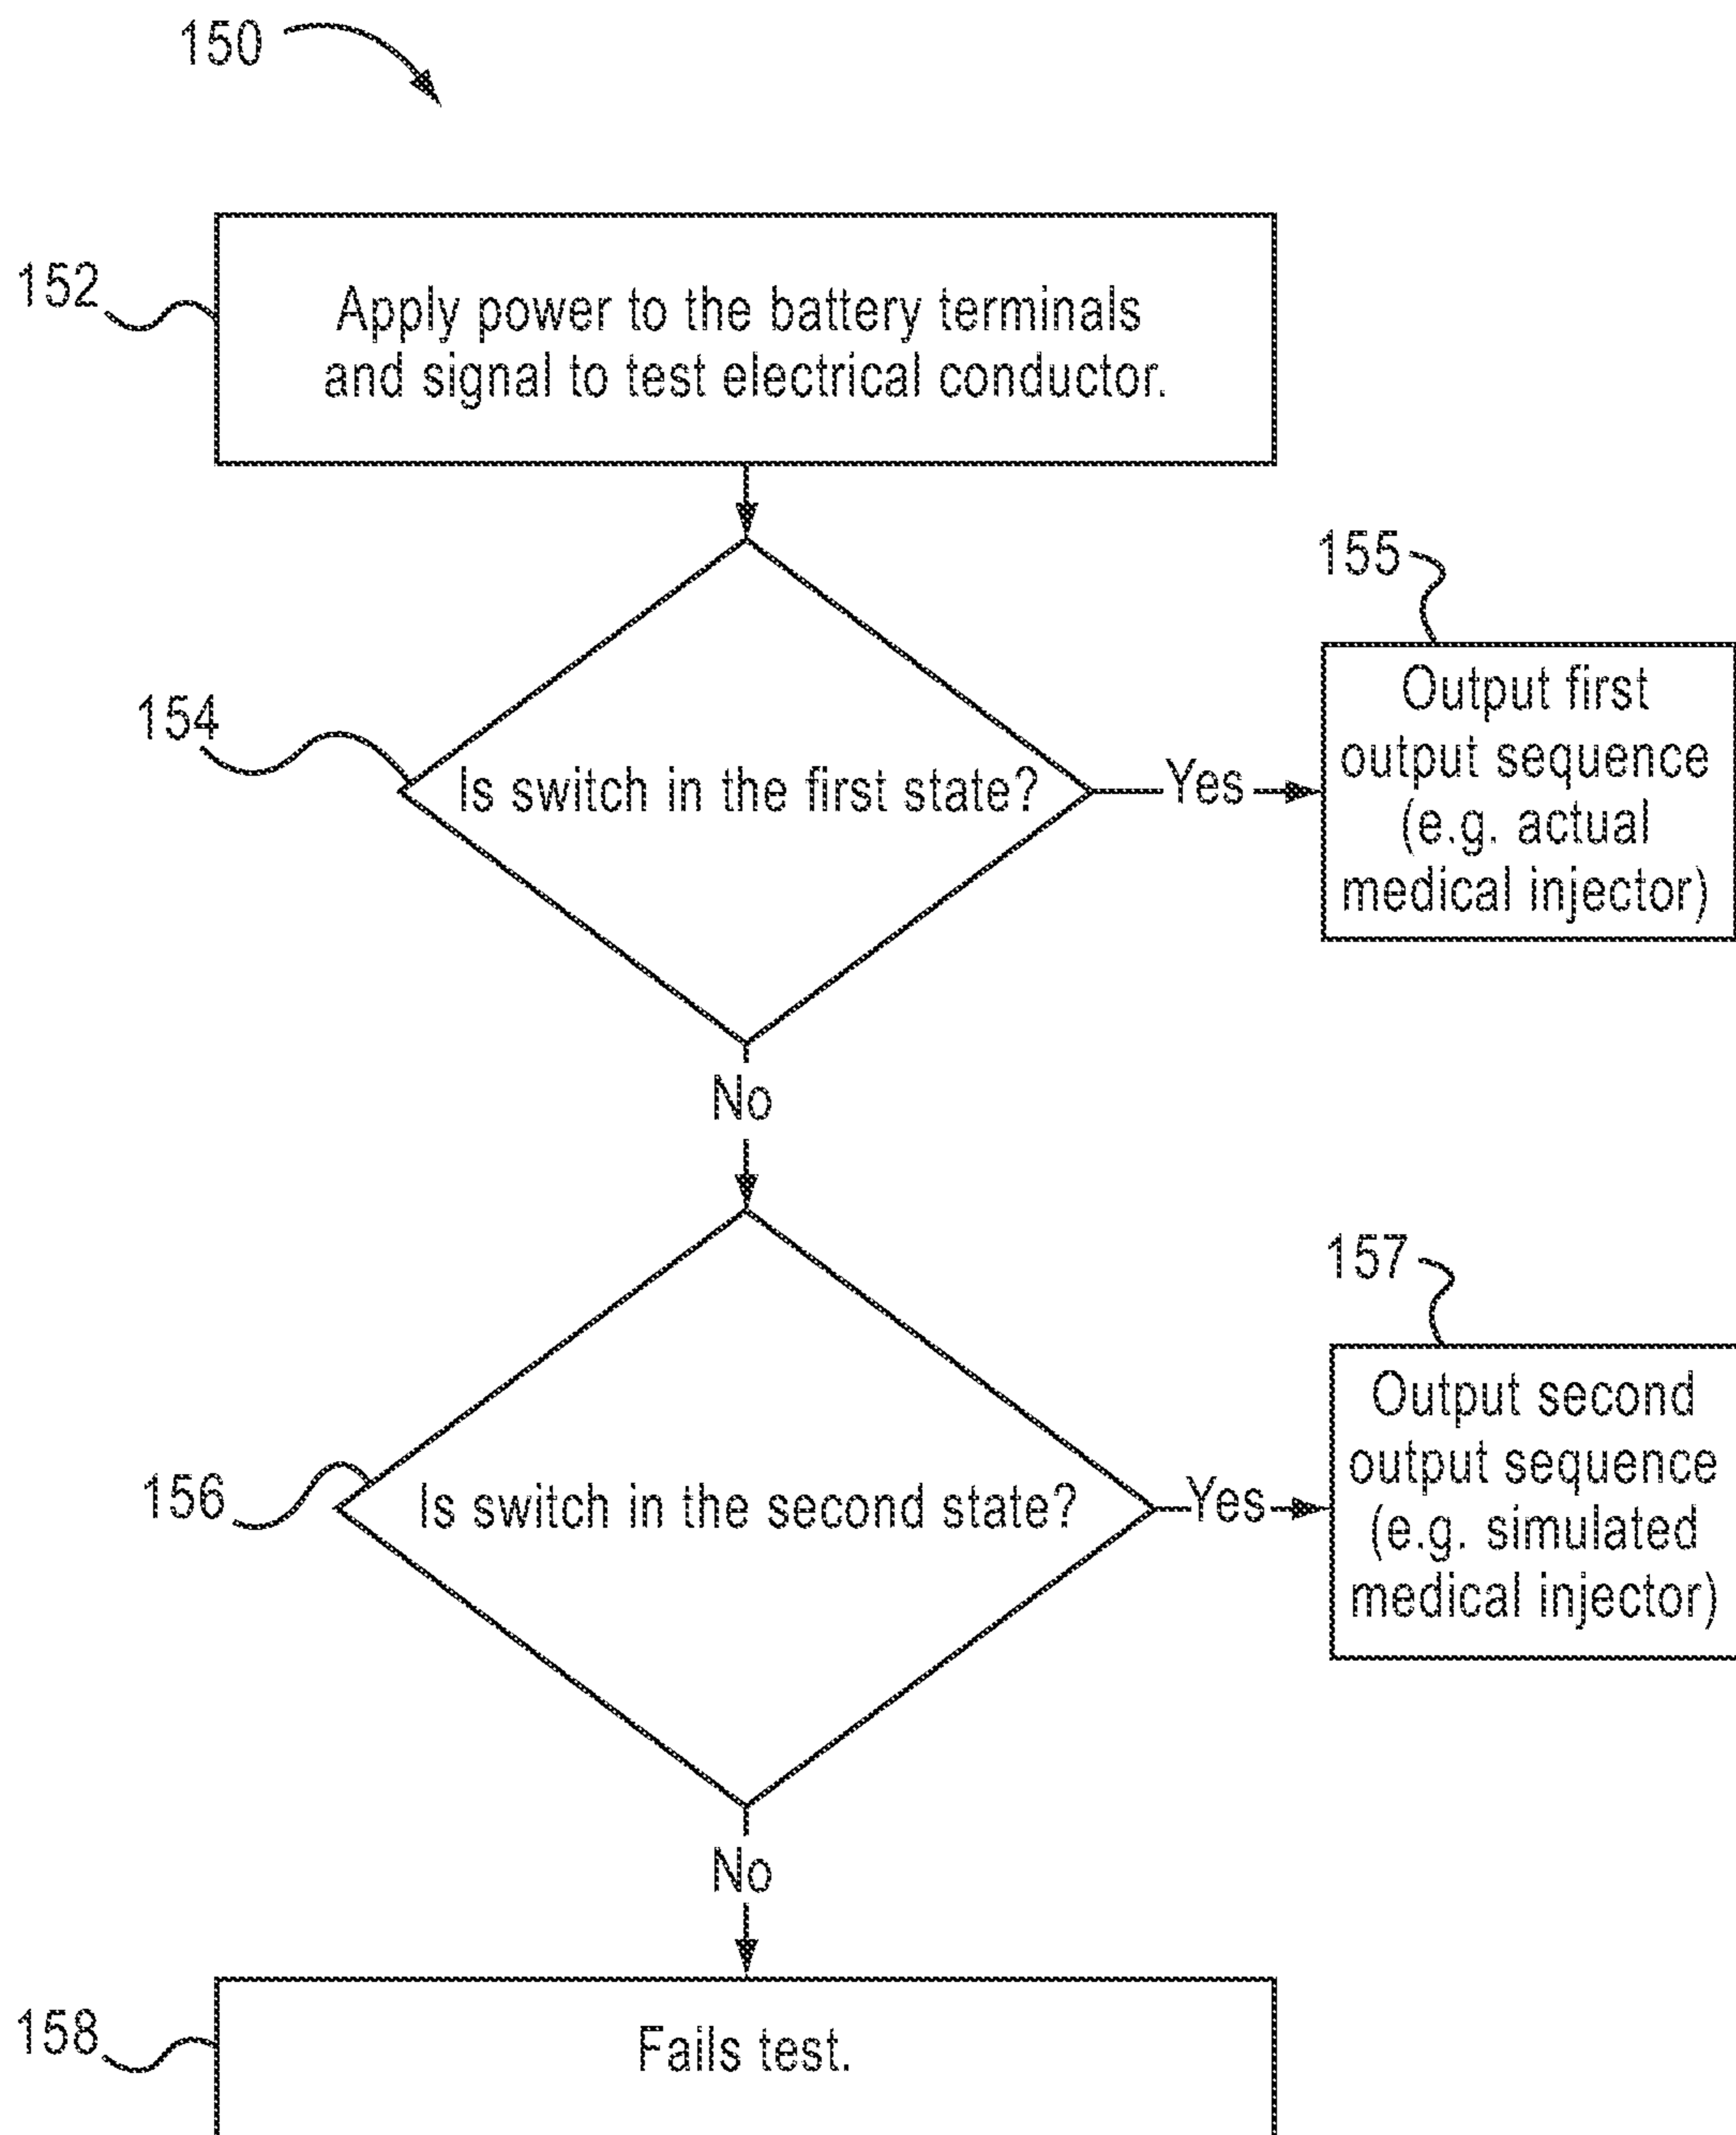 150
152
Apply power to the battery terminals
and signal to test electrical conductor.
155
Output first
output sequence
(e.g. actual
medical injector)
154
Is switch in the first state?
Yes
No
157
Output second
output sequence
(e.g. simulated
medical injector)
156
Is switch in the second state?
Yes
No
158
Fails test.